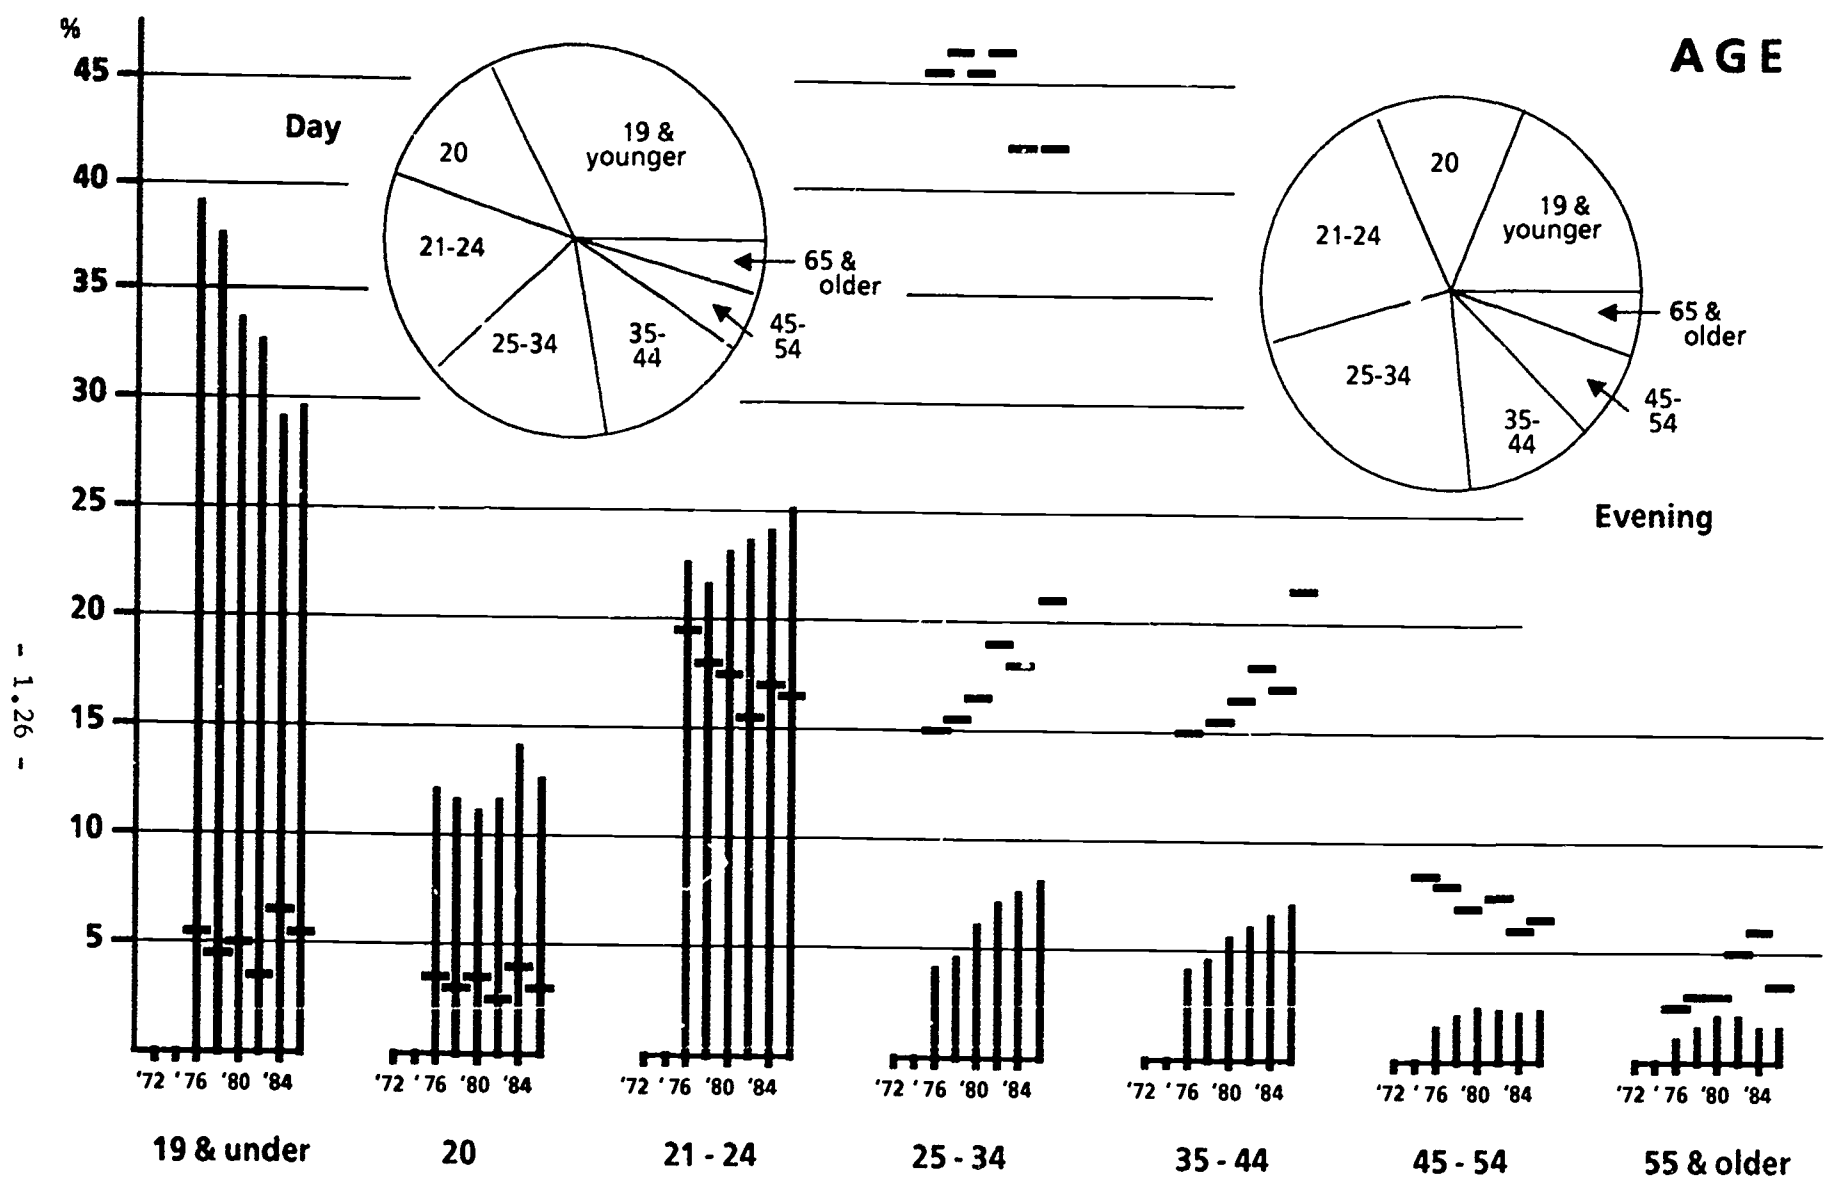 %
AGE
45
40
35
30
25
20
15
10
5
Day
20
19 &
younger
21-24
25-34
35-
44
65 &
older
45-
54
20
19 &
younger
21-24
25-34
35-
44
65 &
older
45-
54
Evening
- 1.26 -
'72 '76 '80 '84
'72 '76 '80 '84
'72 '76 '80 '84
'72 '76 '80 '84
'72 '76 '80 '84
'72 '76 '80 '84
'72 '76 '80 '84
19 & under
20
21 - 24
25 - 34
35 - 44
45 - 54
55 & older